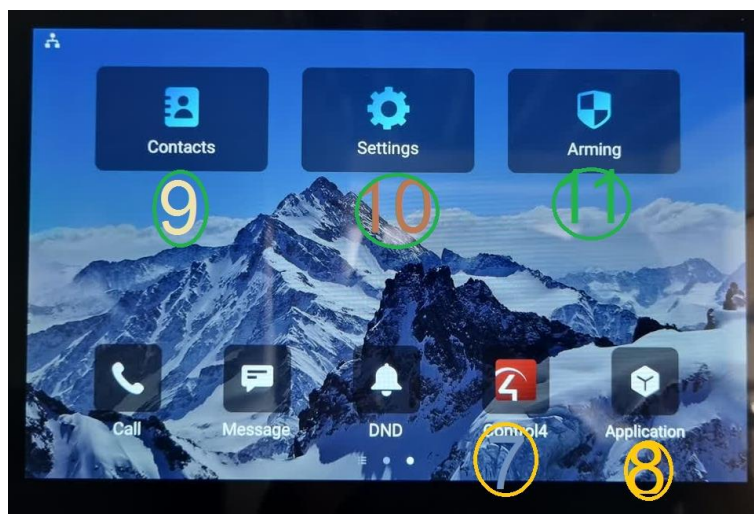 Contacts Settings Arming
9 10 11
Call Message DND Control4 Application
7 8